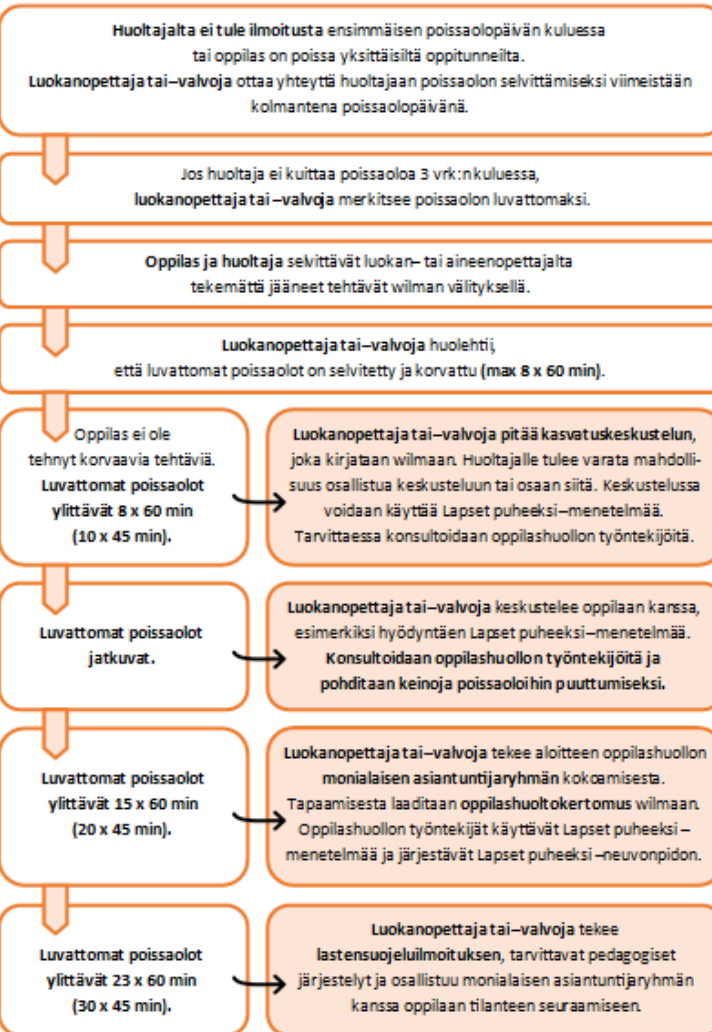 Huoltajalta ei tule ilmoitusta ensimmäisen poissaolopäivän kuluessa
tai oppilas on poissa yksittäisiltä oppitunneilta.
Luokanopettaja tai–valvoja ottaa yhteyttä huoltajaan poissaolon selvittämiseksi viimeistään
kolmantena poissaolopäivänä.
Jos huoltaja ei kuittaa poissaoloa 3 vrk:n kuluessa,
luokanopettaja tai –valvoja merkitsee poissaolon luvattomaksi.
Oppilas ja huoltaja selvittävät luokan– tai aineenopettajalta
tekemättä jääneet tehtävät wilman välityksellä.
Luokanopettaja tai–valvoja huolehtii,
että luvattomat poissaolot on selvitetty ja korvattu (max 8 x 60 min).
Oppilas ei ole
tehnyt korvaavia tehtäviä.
Luvattomat poissaolot
ylittävät 8 x 60 min
(10 x 45 min).
Luokanopettaja tai–valvoja pitää kasvatuskeskustelun,
joka kirjataan wilmaan. Huoltajalle tulee varata mahdolli-
suus osallistua keskusteluun tai osaan siitä. Keskustelussa
voidaan käyttää Lapset puheeksi–menetelmää.
Tarvittaessa konsultoidaan oppilashuollon työntekijöitä.
Luvattomat poissaolot
jatkuvat.
Luokanopettaja tai–valvoja keskustelee oppilaan kanssa,
esimerkiksi hyödyntäen Lapset puheeksi–menetelmää.
Konsultoidaan oppilashuollon työntekijöitä ja
pohditaan keinoja poissaoloihin puuttumiseksi.
Luvattomat poissaolot
ylittävät 15 x 60 min
(20 x 45 min).
Luokanopettaja tai–valvoja tekee aloitteen oppilashuollon
monialaisen asiantuntijaryhmän kokoamisesta.
Tapaamisesta laaditaan oppilashuoltokertomus wilmaan.
Oppilashuollon työntekijät käyttävät Lapset puheeksi –
menetelmää ja järjestävät Lapset puheeksi –neuvonpidon.
Luvattomat poissaolot
ylittävät 23 x 60 min
(30 x 45 min).
Luokanopettaja tai–valvoja tekee
lastensuojeluilmoituksen, tarvittavat pedagogiset
järjestelyt ja osallistuu monialaisen asiantuntijaryhmän
kanssa oppilaan tilanteen seuraamiseen.